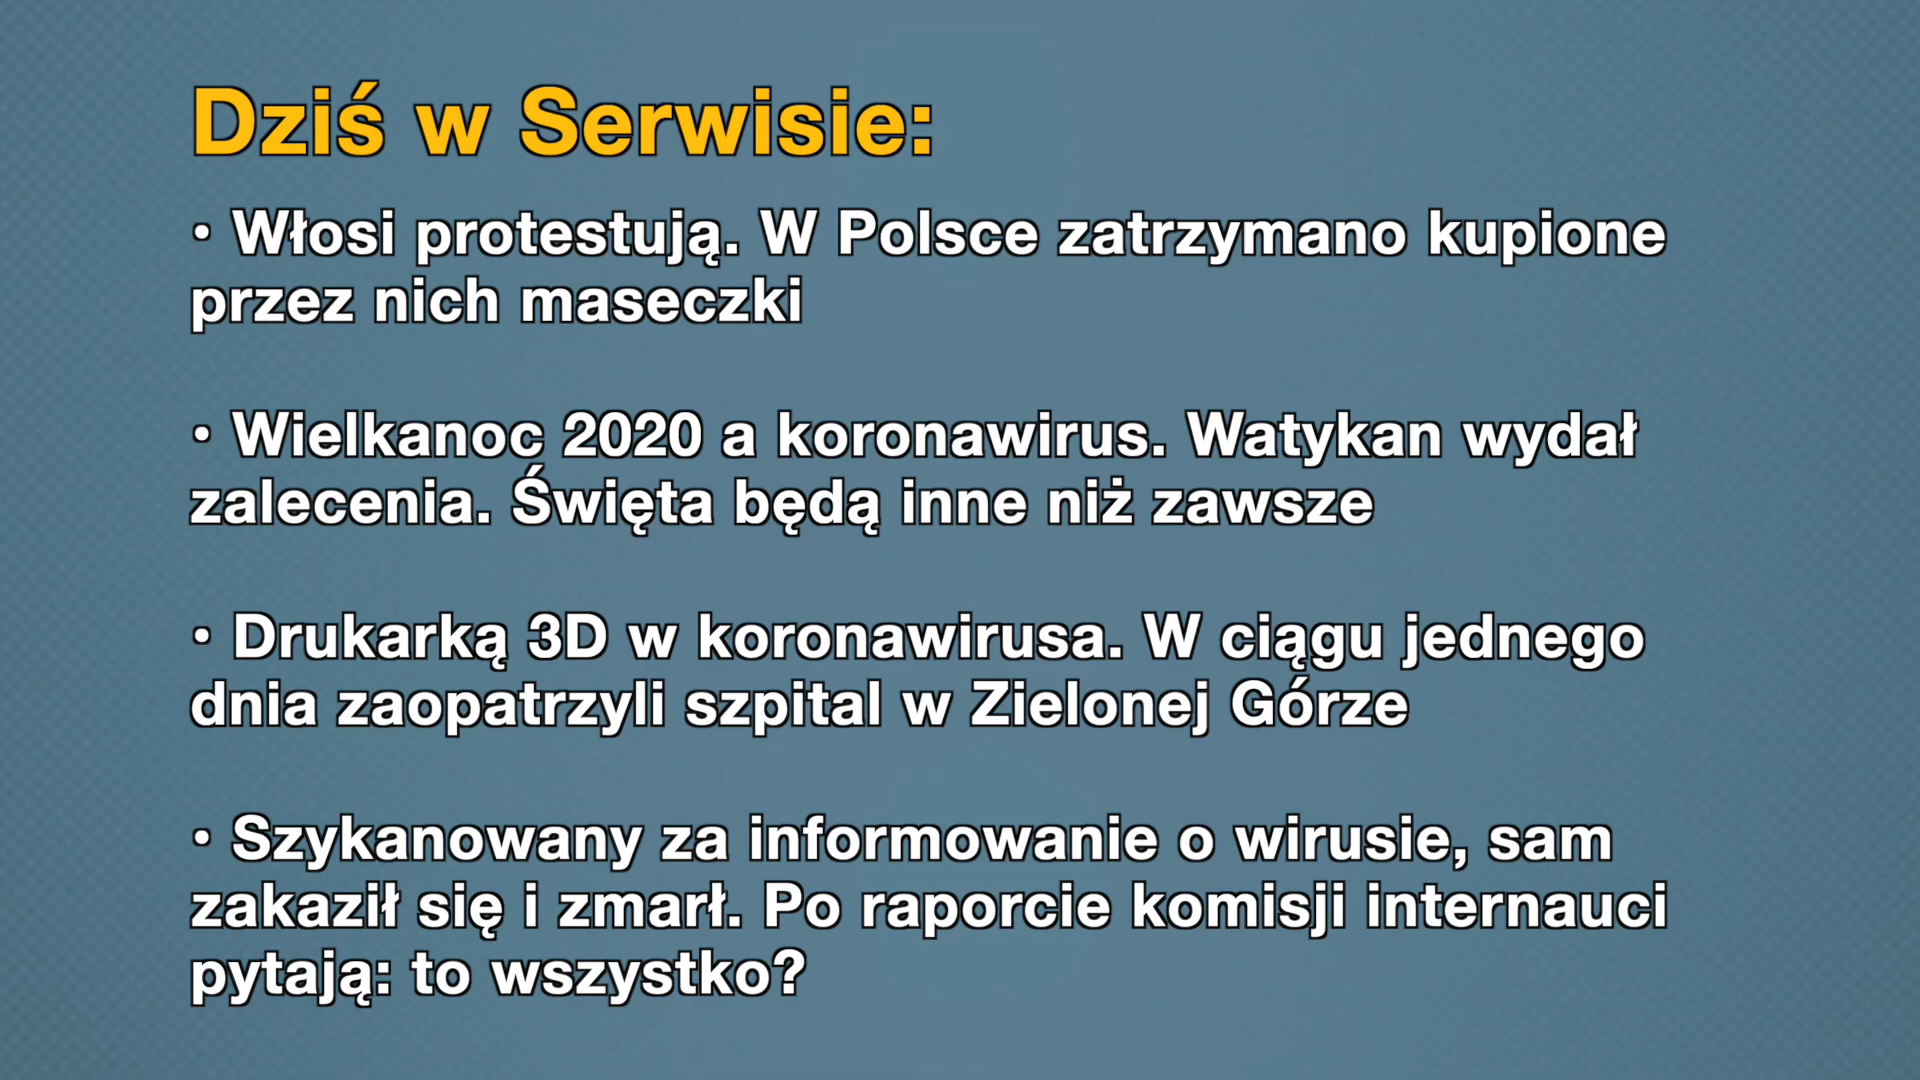 Dziś w Serwisie:
• Włosi protestują. W Polsce zatrzymano kupione
przez nich maseczki
• Wielkanoc 2020 a koronawirus. Watykan wydał
zalecenia. Święta będą inne niż zawsze
• Drukarką 3D w koronawirusa. W ciągu jednego
dnia zaopatrzyli szpital w Zielonej Górze
• Szykanowany za informowanie o wirusie, sam
zakaził się i zmarł. Po raporcie komisji internauci
pytają: to wszystko?